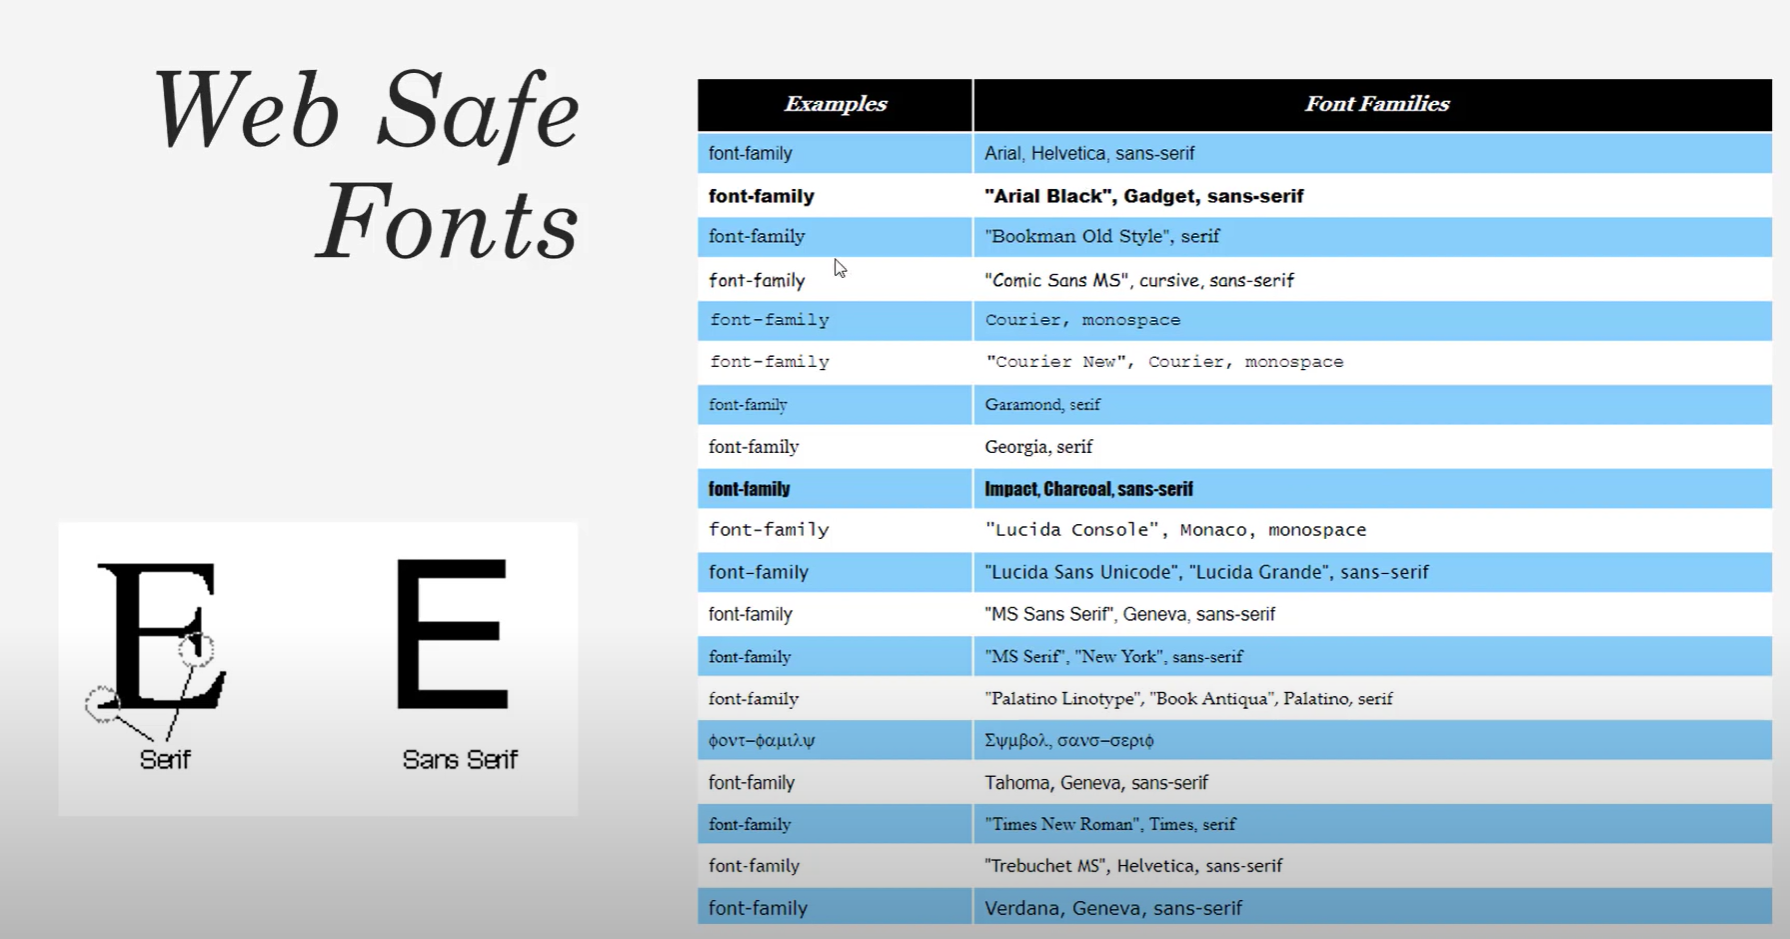 Web Safe
Fonts
Examples Font Families
font-family Arial, Helvetica, sans-serif
font-family "Arial Black", Gadget, sans-serif
font-family "Bookman Old Style", serif
font-family "Comic Sans MS", cursive, sans-serif
font-family Courier, monospace
font-family "Courier New", Courier, monospace
font-family Garamond, serif
font-family Georgia, serif
font-family Impact, Charcoal, sans-serif
font-family "Lucida Console", Monaco, monospace
font-family "Lucida Sans Unicode", "Lucida Grande", sans-serif
font-family "MS Sans Serif", Geneva, sans-serif
font-family "MS Serif", "New York", sans-serif
font-family "Palatino Linotype", "Book Antiqua", Palatino, serif
φοντ−φαμιλψ Σψμβολ, σανσ−σεριφ
font-family Tahoma, Geneva, sans-serif
font-family "Times New Roman", Times, serif
font-family "Trebuchet MS", Helvetica, sans-serif
font-family Verdana, Geneva, sans-serif
E E
Serif Sans Serif